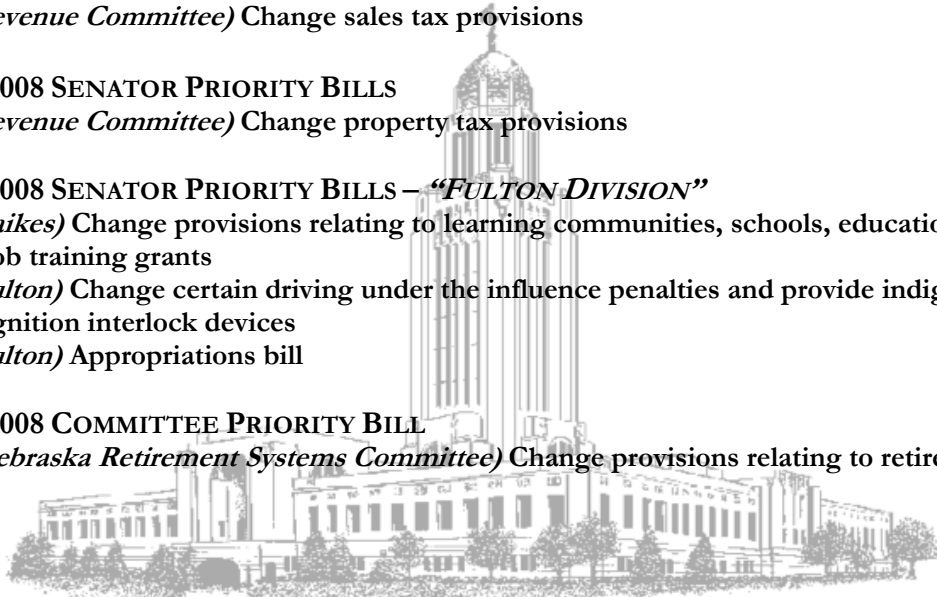 evenue Committee) Change sales tax provisions
008 SENATOR PRIORITY BILLS
evenue Committee) Change property tax provisions
008 SENATOR PRIORITY BILLS – “FULTON DIVISION”
aikes) Change provisions relating to learning communities, schools, educatio
ob training grants
ulton) Change certain driving under the influence penalties and provide indig
gnition interlock devices
ulton) Appropriations bill
008 COMMITTEE PRIORITY BILL
ebraska Retirement Systems Committee) Change provisions relating to retire